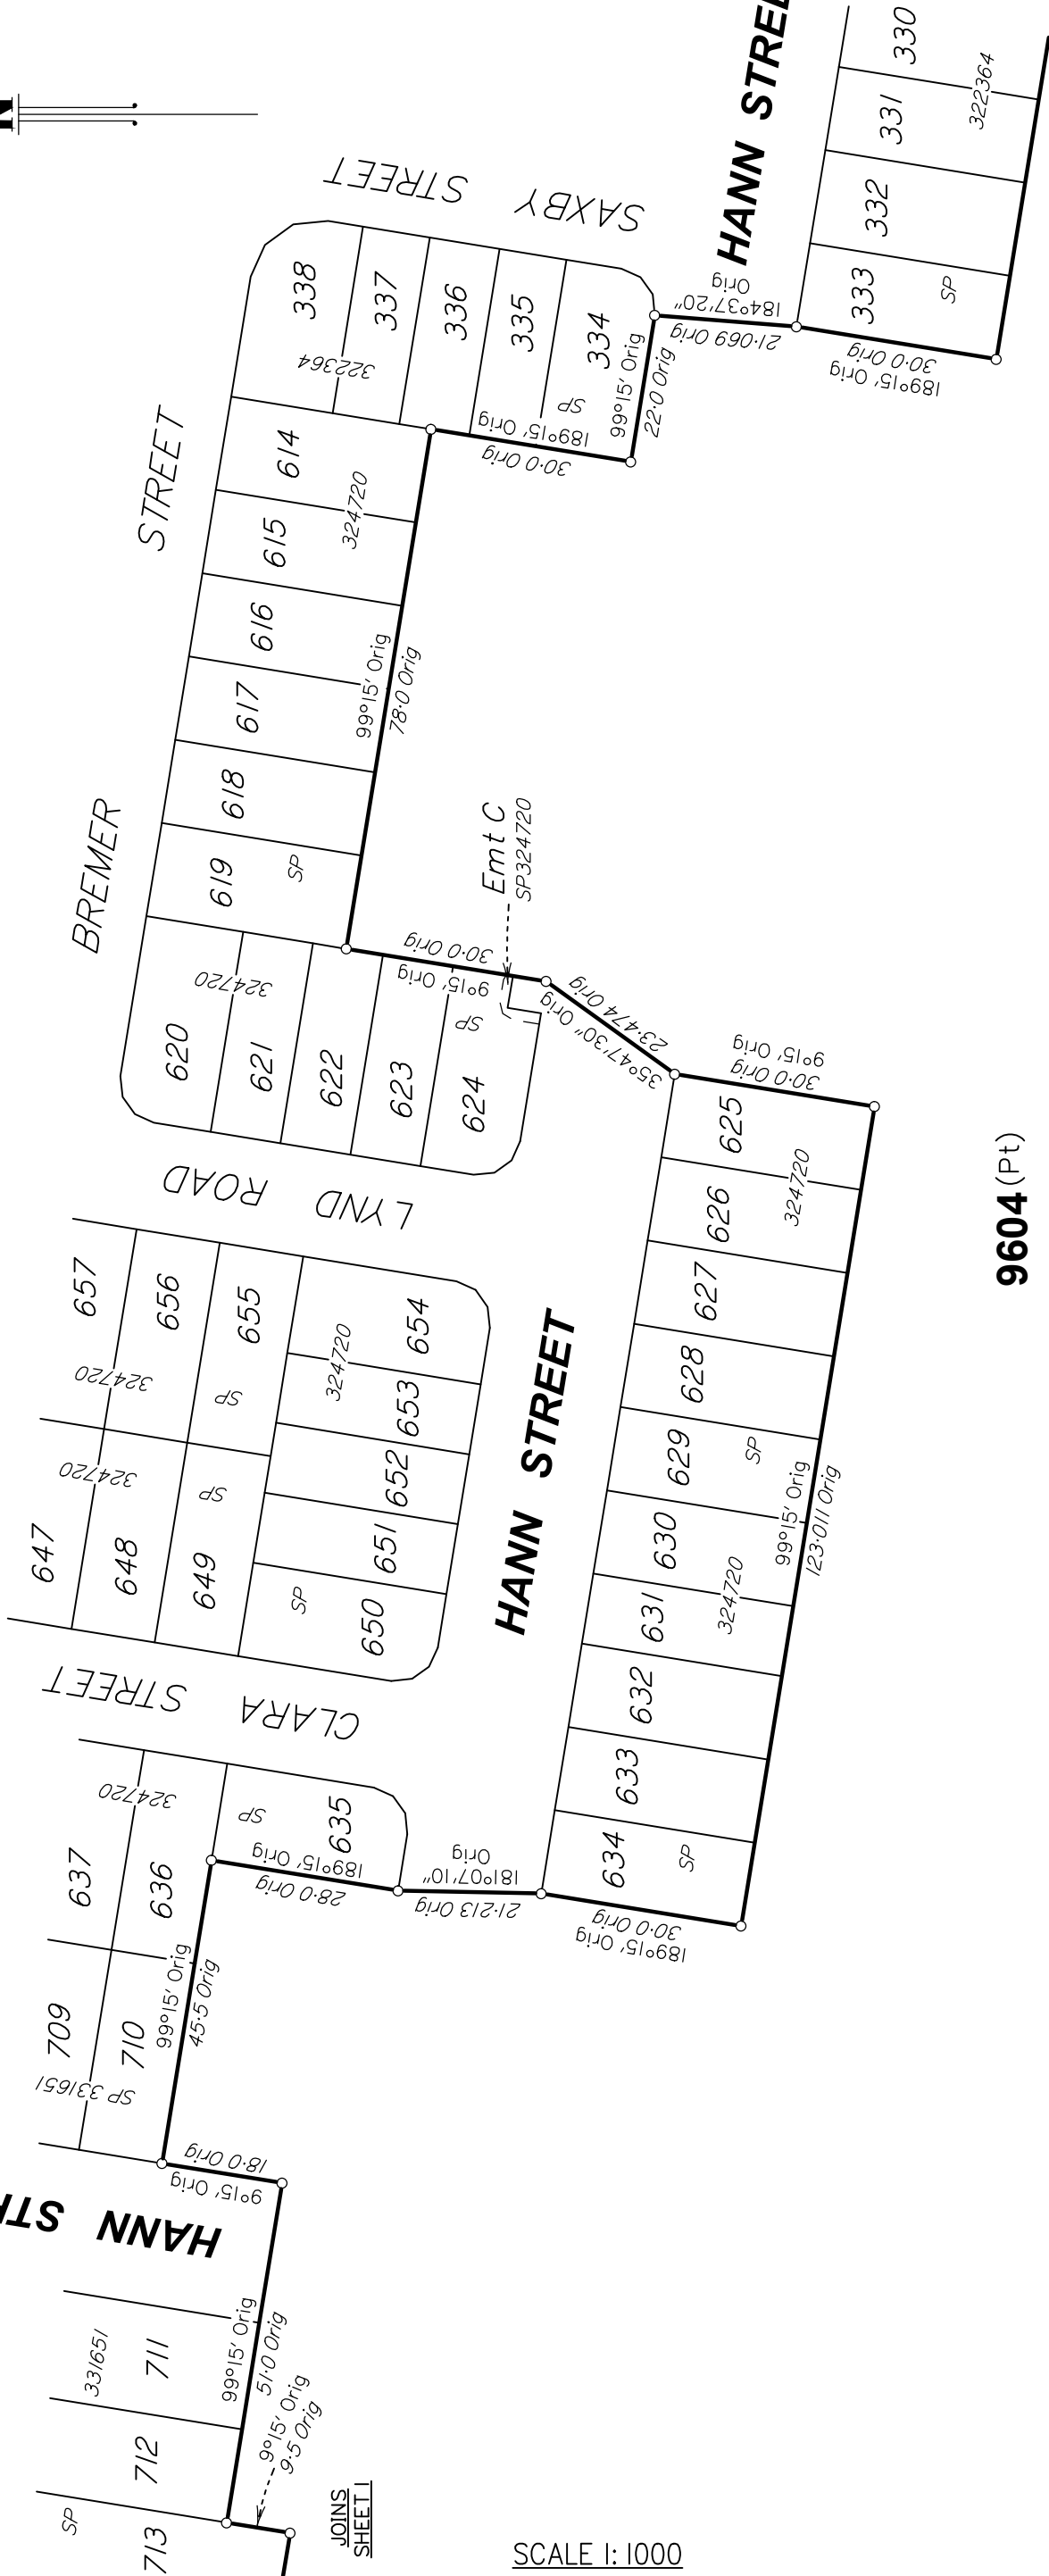 N
SAXBY STREET
HANN STREE
330
331
332
333
322364
SP
338
337
336
335
334
322364
SP
184°37'20"
Orig
21·069 Orig
189°15' Orig
30·0 Orig
99°15' Orig
22·0 Orig
189°15' Orig
30·0 Orig
BREMER STREET
614
615
616
617
618
619
324720
SP
99°15' Orig
78·0 Orig
620
621
622
623
624
324720
SP
9°15' Orig
30·0 Orig
Emt C
SP324720
35°47'30" Orig
23·474 Orig
9°15' Orig
30·0 Orig
LYND ROAD
625
626
627
628
629
630
631
632
633
634
324720
SP
324720
SP
99°15' Orig
123·011 Orig
9604 (Pt)
HANN STREET
657
656
655
654
653
652
651
650
324720
SP
324720
SP
647
648
649
324720
SP
CLARA STREET
637
636
635
324720
SP
189°15' Orig
28·0 Orig
181°07'10"
Orig
21·213 Orig
189°15' Orig
30·0 Orig
709
710
SP 331651
99°15' Orig
45·5 Orig
9°15' Orig
18·0 Orig
HANN ST
711
712
713
331651
SP
99°15' Orig
51·0 Orig
9°15' Orig
9·5 Orig
JOINS
SHEET 1
SCALE 1: 1000